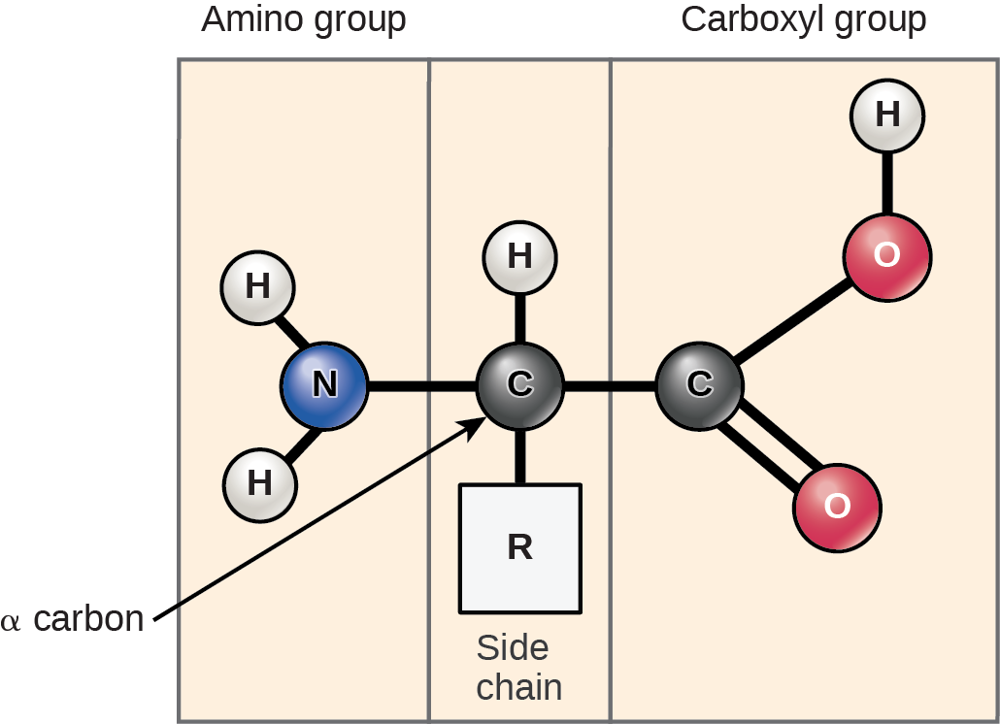 Amino group
Carboxyl group
H
H
H
O
N
C
C
H
O
R
α carbon
Side
chain